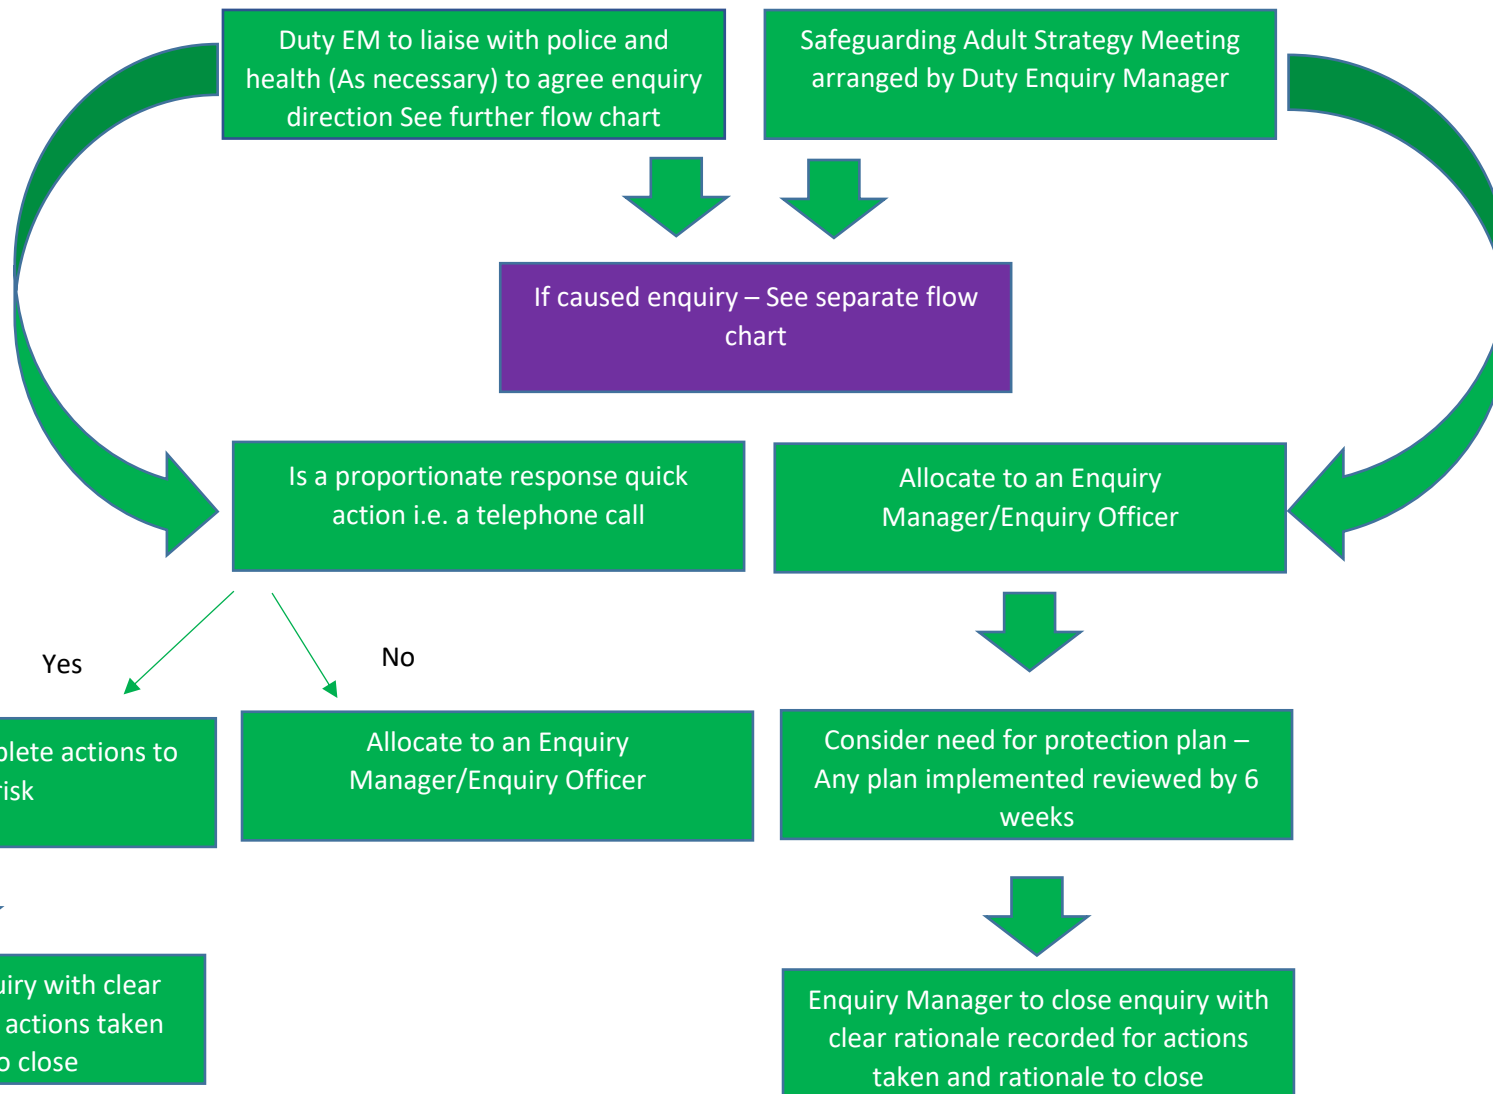 Duty EM to liaise with police and
health (As necessary) to agree enquiry
direction See further flow chart
Safeguarding Adult Strategy Meeting
arranged by Duty Enquiry Manager
If caused enquiry – See separate flow
chart
Is a proportionate response quick
action i.e. a telephone call
Allocate to an Enquiry
Manager/Enquiry Officer
Yes
No
actions to
risk
Allocate to an Enquiry
Manager/Enquiry Officer
Consider need for protection plan –
Any plan implemented reviewed by 6
weeks
with clear
actions taken
close
Enquiry Manager to close enquiry with
clear rationale recorded for actions
taken and rationale to close